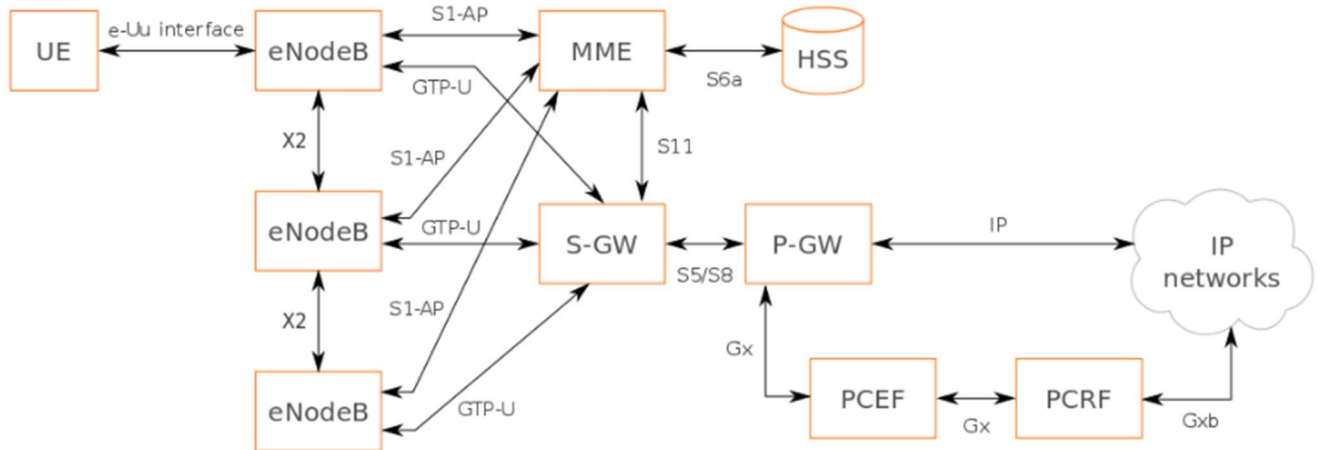 S1-AP
e-Uu interface
UE
eNodeB
MME
HSS
GTP-U
S6a
X2
S1-AP
S11
GTP-U
IP
eNodeB
S-GW
P-GW
IP
networks
S5/S8
X2
S1-AP
Gx
eNodeB
GTP-U
PCEF
PCRF
Gx
Gxb